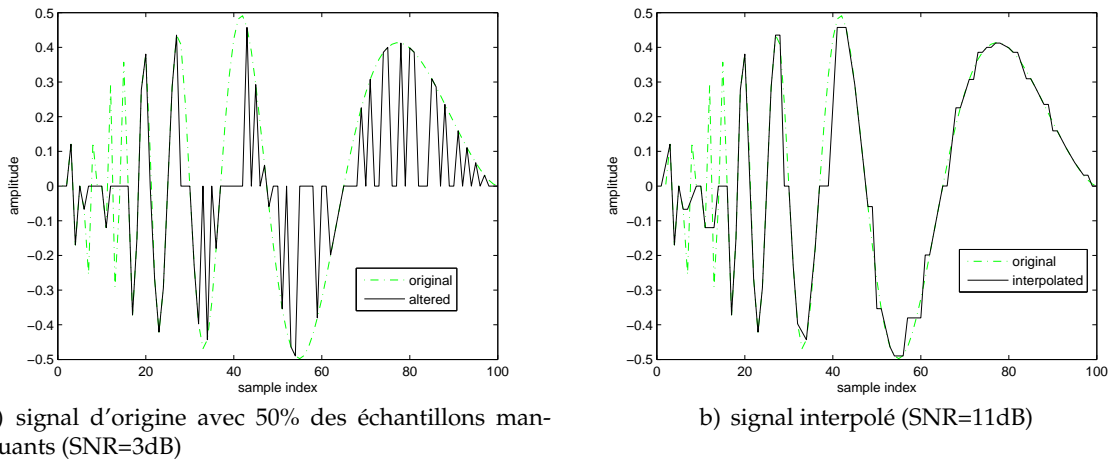 0.5
0.4
0.3
0.2
0.1
0
−0.1
−0.2
−0.3
−0.4
−0.5
amplitude
0 20 40 60 80 100
sample index
original
altered
) signal d'origine avec 50% des échantillons man-
uants (SNR=3dB)
0.5
0.4
0.3
0.2
0.1
0
−0.1
−0.2
−0.3
−0.4
−0.5
amplitude
0 20 40 60 80 100
sample index
original
interpolated
b) signal interpolé (SNR=11dB)